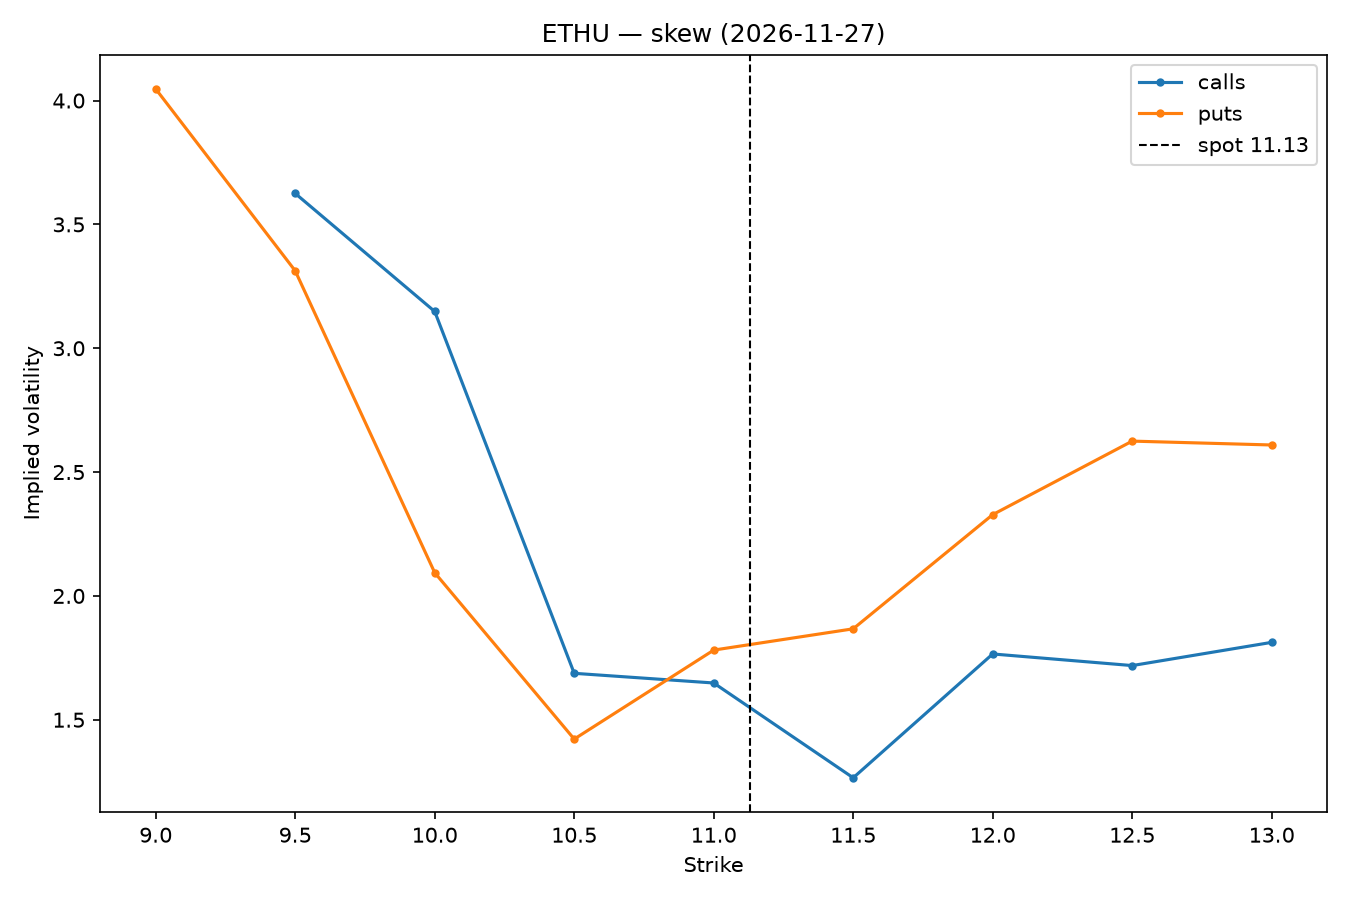 ETHU — skew (2026-11-27)
calls
puts
spot 11.13
Implied volatility
4.0
3.5
3.0
2.5
2.0
1.5
9.0 9.5 10.0 10.5 11.0 11.5 12.0 12.5 13.0
Strike